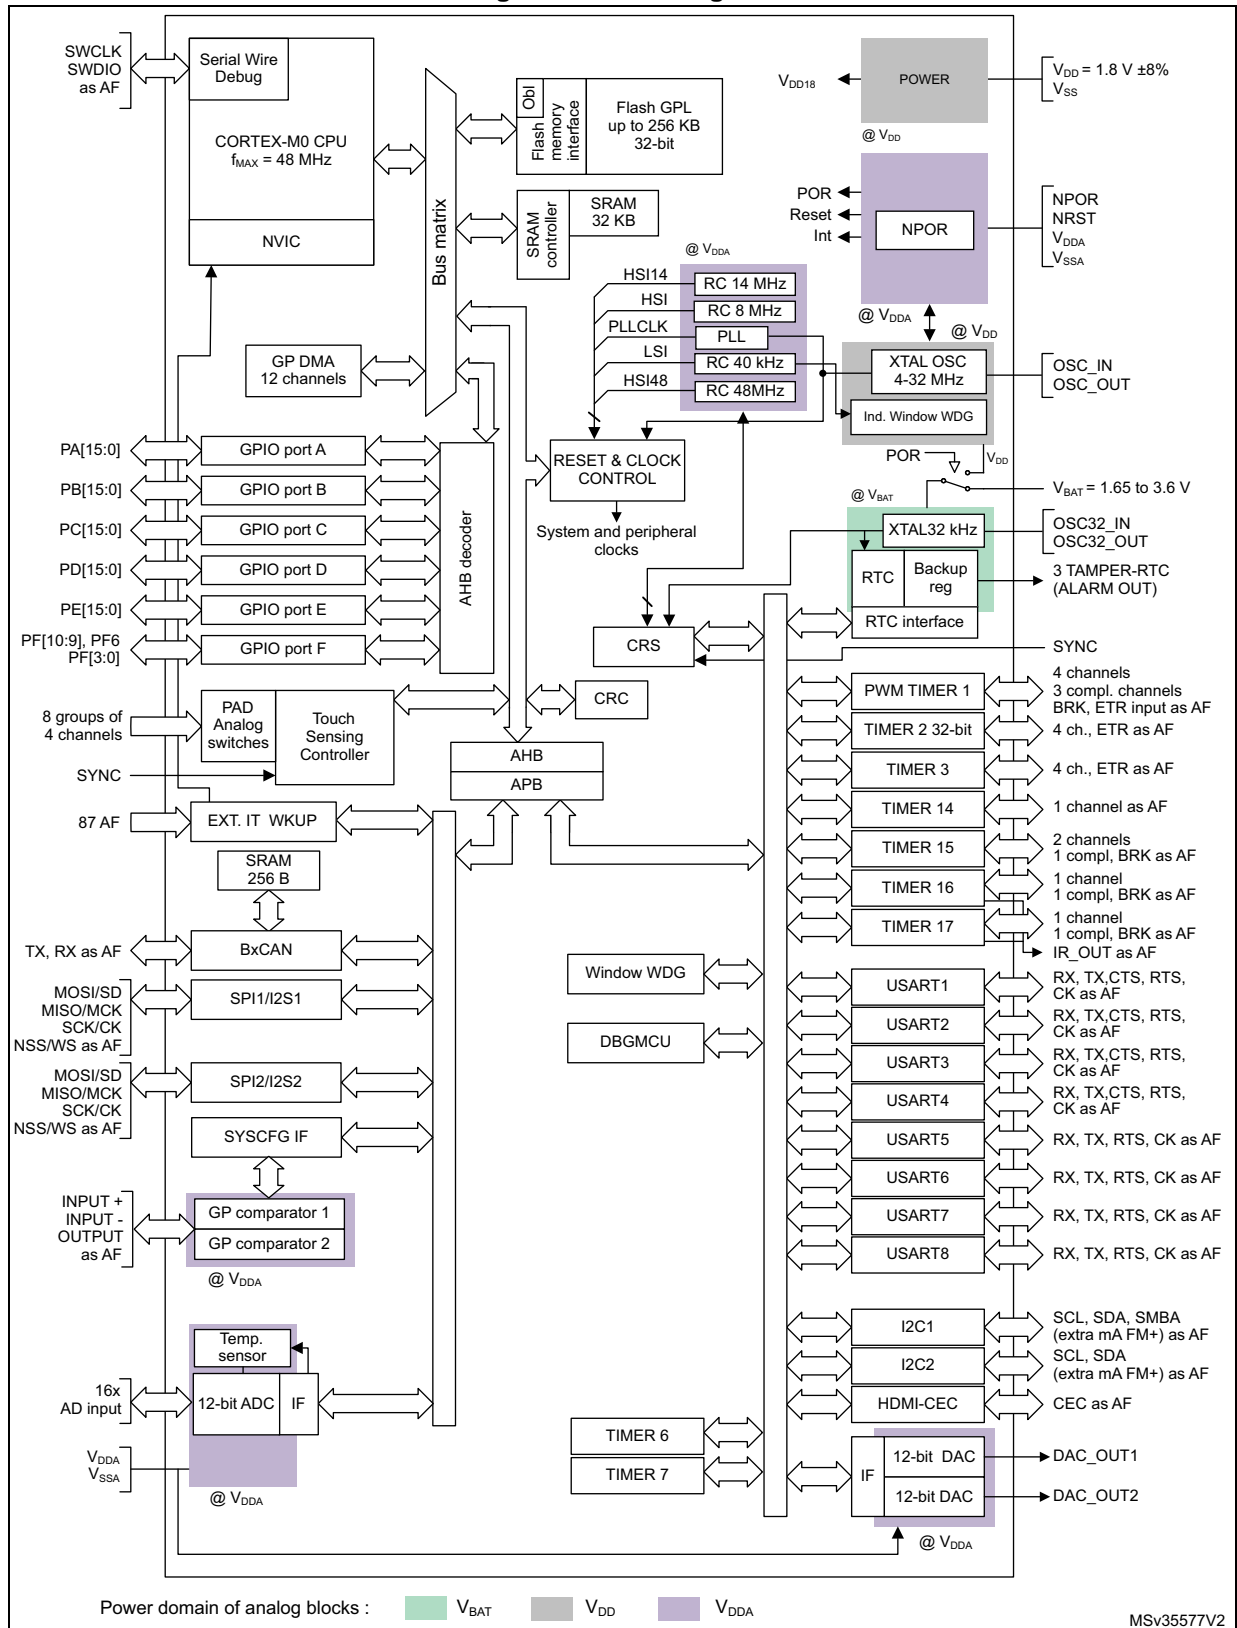 SWCLK
SWDIO
as AF
Serial Wire
Debug
CORTEX-M0 CPU
fMAX = 48 MHz
NVIC
Bus matrix
Obl
Flash
memory
interface
Flash GPL
up to 256 KB
32-bit
SRAM
controller
SRAM
32 KB
VDD18
POWER
VDD = 1.8 V ±8%
VSS
@ VDD
POR
Reset
Int
NPOR
NPOR
NRST
VDDA
VSSA
@ VDDA
@ VDDA
@ VDD
HSI14
RC 14 MHz
HSI
RC 8 MHz
PLLCLK
PLL
LSI
RC 40 kHz
HSI48
RC 48MHz
XTAL OSC
4-32 MHz
OSC_IN
OSC_OUT
Ind. Window WDG
GP DMA
12 channels
PA[15:0]
GPIO port A
PB[15:0]
GPIO port B
PC[15:0]
GPIO port C
PD[15:0]
GPIO port D
PE[15:0]
GPIO port E
PF[10:9], PF6
PF[3:0]
GPIO port F
AHB decoder
RESET & CLOCK
CONTROL
System and peripheral
clocks
POR
VDD
VBAT = 1.65 to 3.6 V
@ VBAT
XTAL32 kHz
OSC32_IN
OSC32_OUT
RTC
Backup
reg
3 TAMPER-RTC
(ALARM OUT)
RTC interface
CRS
SYNC
8 groups of
4 channels
PAD
Analog
switches
Touch
Sensing
Controller
SYNC
CRC
AHB
APB
87 AF
EXT. IT WKUP
SRAM
256 B
TX, RX as AF
BxCAN
MOSI/SD
MISO/MCK
SCK/CK
NSS/WS as AF
SPI1/I2S1
MOSI/SD
MISO/MCK
SCK/CK
NSS/WS as AF
SPI2/I2S2
SYSCFG IF
INPUT +
INPUT -
OUTPUT
as AF
GP comparator 1
GP comparator 2
@ VDDA
Temp.
sensor
16x
AD input
12-bit ADC
IF
VDDA
VSSA
@ VDDA
Window WDG
DBGMCU
TIMER 6
TIMER 7
PWM TIMER 1
4 channels
3 compl. channels
BRK, ETR input as AF
TIMER 2 32-bit
4 ch., ETR as AF
TIMER 3
4 ch., ETR as AF
TIMER 14
1 channel as AF
TIMER 15
2 channels
1 compl, BRK as AF
TIMER 16
1 channel
1 compl, BRK as AF
TIMER 17
1 channel
1 compl, BRK as AF
IR_OUT as AF
USART1
RX, TX,CTS, RTS,
CK as AF
USART2
RX, TX,CTS, RTS,
CK as AF
USART3
RX, TX,CTS, RTS,
CK as AF
USART4
RX, TX,CTS, RTS,
CK as AF
USART5
RX, TX, RTS, CK as AF
USART6
RX, TX, RTS, CK as AF
USART7
RX, TX, RTS, CK as AF
USART8
RX, TX, RTS, CK as AF
I2C1
SCL, SDA, SMBA
(extra mA FM+) as AF
I2C2
SCL, SDA
(extra mA FM+) as AF
HDMI-CEC
CEC as AF
IF
12-bit DAC
DAC_OUT1
12-bit DAC
DAC_OUT2
@ VDDA
Power domain of analog blocks :
VBAT
VDD
VDDA
MSv35577V2